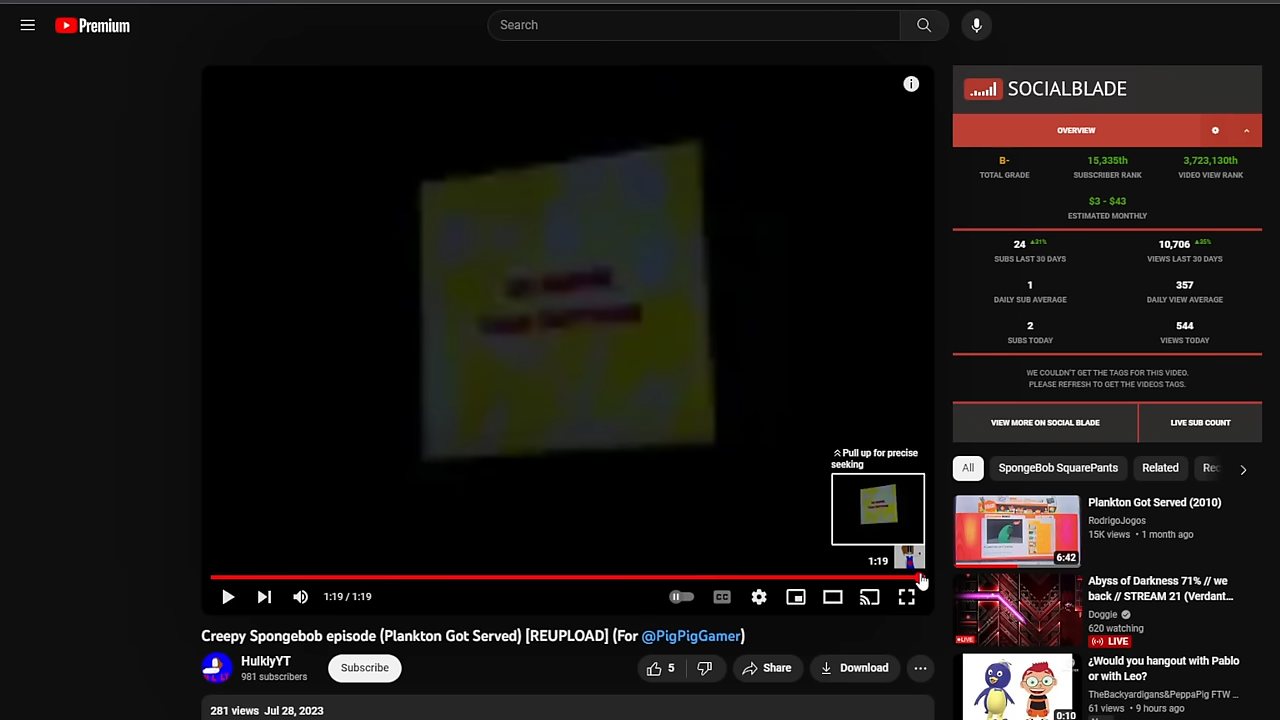 Premium
Search
SOCIALBLADE
OVERVIEW
B- 15,335th 3,723,130th
TOTAL GRADE SUBSCRIBER RANK VIDEO VIEW RANK
$3 - $43
ESTIMATED MONTHLY
24 ▲21% 10,706 ▲35%
SUBS LAST 30 DAYS VIEWS LAST 30 DAYS
1 357
DAILY SUB AVERAGE DAILY VIEW AVERAGE
2 544
SUBS TODAY VIEWS TODAY
WE COULDN'T GET THE TAGS FOR THIS VIDEO.
PLEASE REFRESH TO GET THE VIDEOS TAGS.
VIEW MORE ON SOCIAL BLADE LIVE SUB COUNT
Pull up for precise
seeking
1:19
1:19 / 1:19
CC
Creepy Spongebob episode (Plankton Got Served) [REUPLOAD] (For @PigPigGamer)
HulklyYT
981 subscribers
Subscribe
5
Share
Download
281 views Jul 28, 2023
All SpongeBob SquarePants Related Rec
Plankton Got Served (2010)
RodrigoJogos
15K views • 1 month ago
6:42
Abyss of Darkness 71% // we
back // STREAM 21 (Verdant...
Doggie
620 watching
LIVE
LIVE
¿Would you hangout with Pablo
or with Leo?
TheBackyardigans&PeppaPig FTW ...
61 views • 9 hours ago
0:10